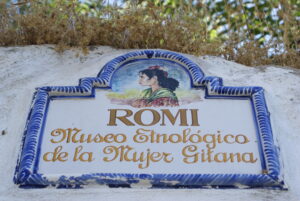 ROMI
Museo Etnológico
de la Mujer Gitana